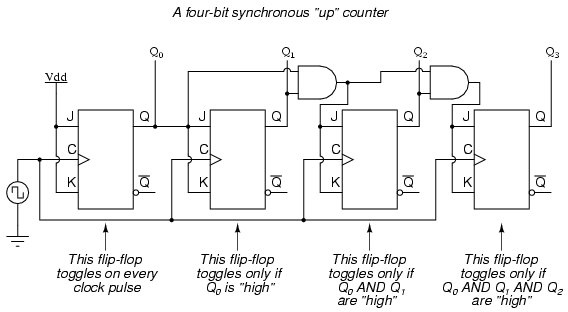 A four-bit synchronous "up" counter
Q0 Q1 Q2 Q3
Vdd
J Q J Q J Q J Q
C C C C
K Q̅ K Q̅ K Q̅ K Q̅
This flip-flop
toggles on every
clock pulse
This flip-flop
toggles only if
Q0 is "high"
This flip-flop
toggles only if
Q0 AND Q1
are "high"
This flip-flop
toggles only if
Q0 AND Q1 AND Q2
are "high"